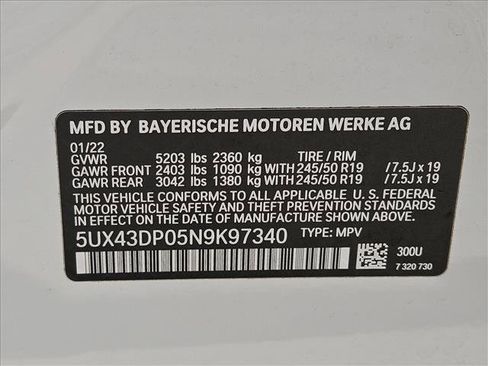 MFD BY BAYERISCHE MOTOREN WERKE AG
01/22
GVWR 5203 lbs 2360 kg TIRE / RIM
GAWR FRONT 2403 lbs 1090 kg WITH 245/50 R19 / 7.5J x 19
GAWR REAR 3042 lbs 1380 kg WITH 245/50 R19 / 7.5J x 19
THIS VEHICLE CONFORMS TO ALL APPLICABLE U. S. FEDERAL
MOTOR VEHICLE SAFETY AND THEFT PREVENTION STANDARDS
IN EFFECT ON THE DATE OF MANUFACTURE SHOWN ABOVE.
5UX43DP05N9K97340 TYPE: MPV
300U
7 320 730